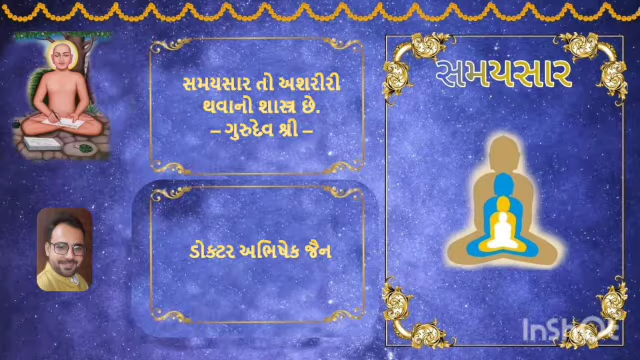 સમયસાર તો અશરીરી
થવાનો શાસ્ત્ર છે.
– ગુરુદેવ શ્રી –
ડોક્ટર અભિષેક જૈન
સમયસાર
InShOt